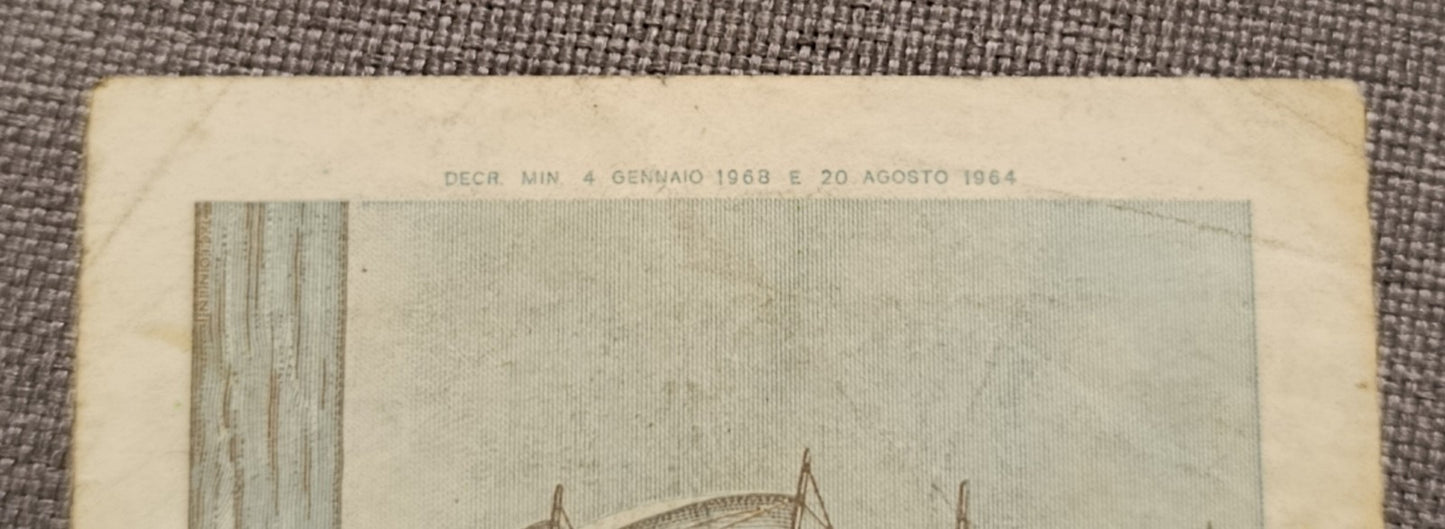 DECR. MIN. 4 GENNAIO 1968 E 20 AGOSTO 1964